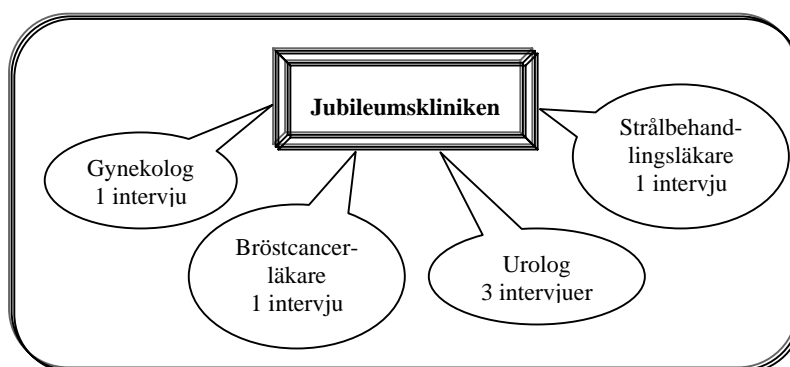 Jubileumskliniken
Gynekolog
1 intervju
Bröstcancer-
läkare
1 intervju
Urolog
3 intervjuer
Strålbehand-
lingsläkare
1 intervju